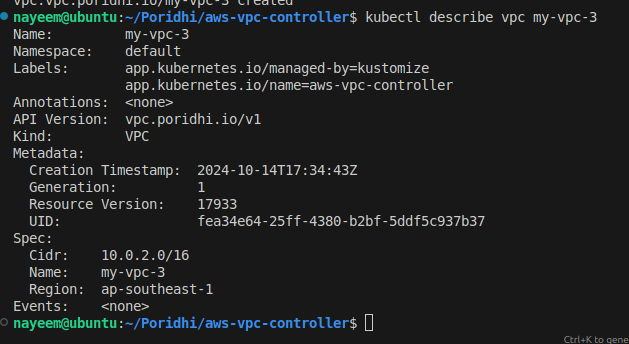 vpc.vpc.poridhi.io/my-vpc-3 created
nayeem@ubuntu:~/Poridhi/aws-vpc-controller$ kubectl describe vpc my-vpc-3
Name:         my-vpc-3
Namespace:    default
Labels:       app.kubernetes.io/managed-by=kustomize
              app.kubernetes.io/name=aws-vpc-controller
Annotations:  <none>
API Version:  vpc.poridhi.io/v1
Kind:         VPC
Metadata:
  Creation Timestamp:  2024-10-14T17:34:43Z
  Generation:          1
  Resource Version:    17933
  UID:                 fea34e64-25ff-4380-b2bf-5ddf5c937b37
Spec:
  Cidr:    10.0.2.0/16
  Name:    my-vpc-3
  Region:  ap-southeast-1
Events:    <none>
nayeem@ubuntu:~/Poridhi/aws-vpc-controller$
Ctrl+K to gene